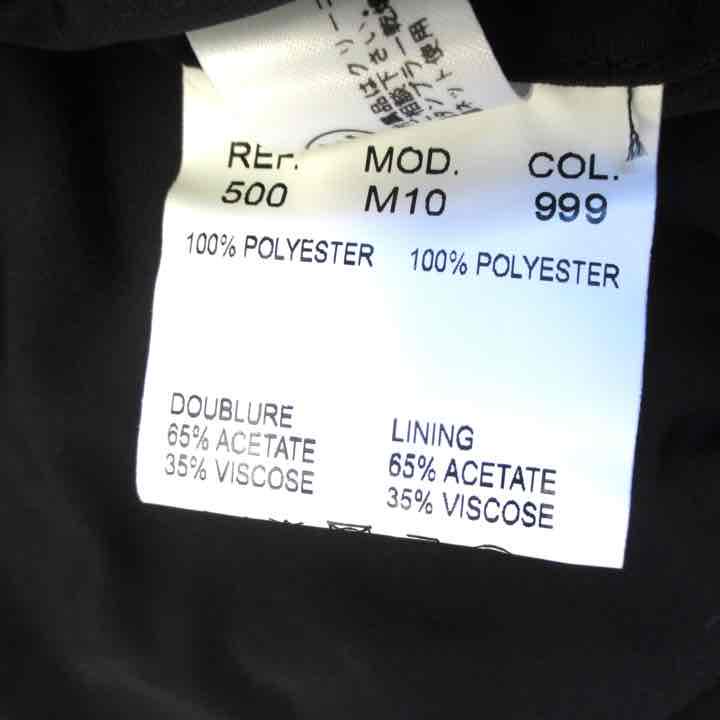 REF. MOD. COL.
500 M10 999
100% POLYESTER 100% POLYESTER
DOUBLURE
65% ACETATE
35% VISCOSE
LINING
65% ACETATE
35% VISCOSE